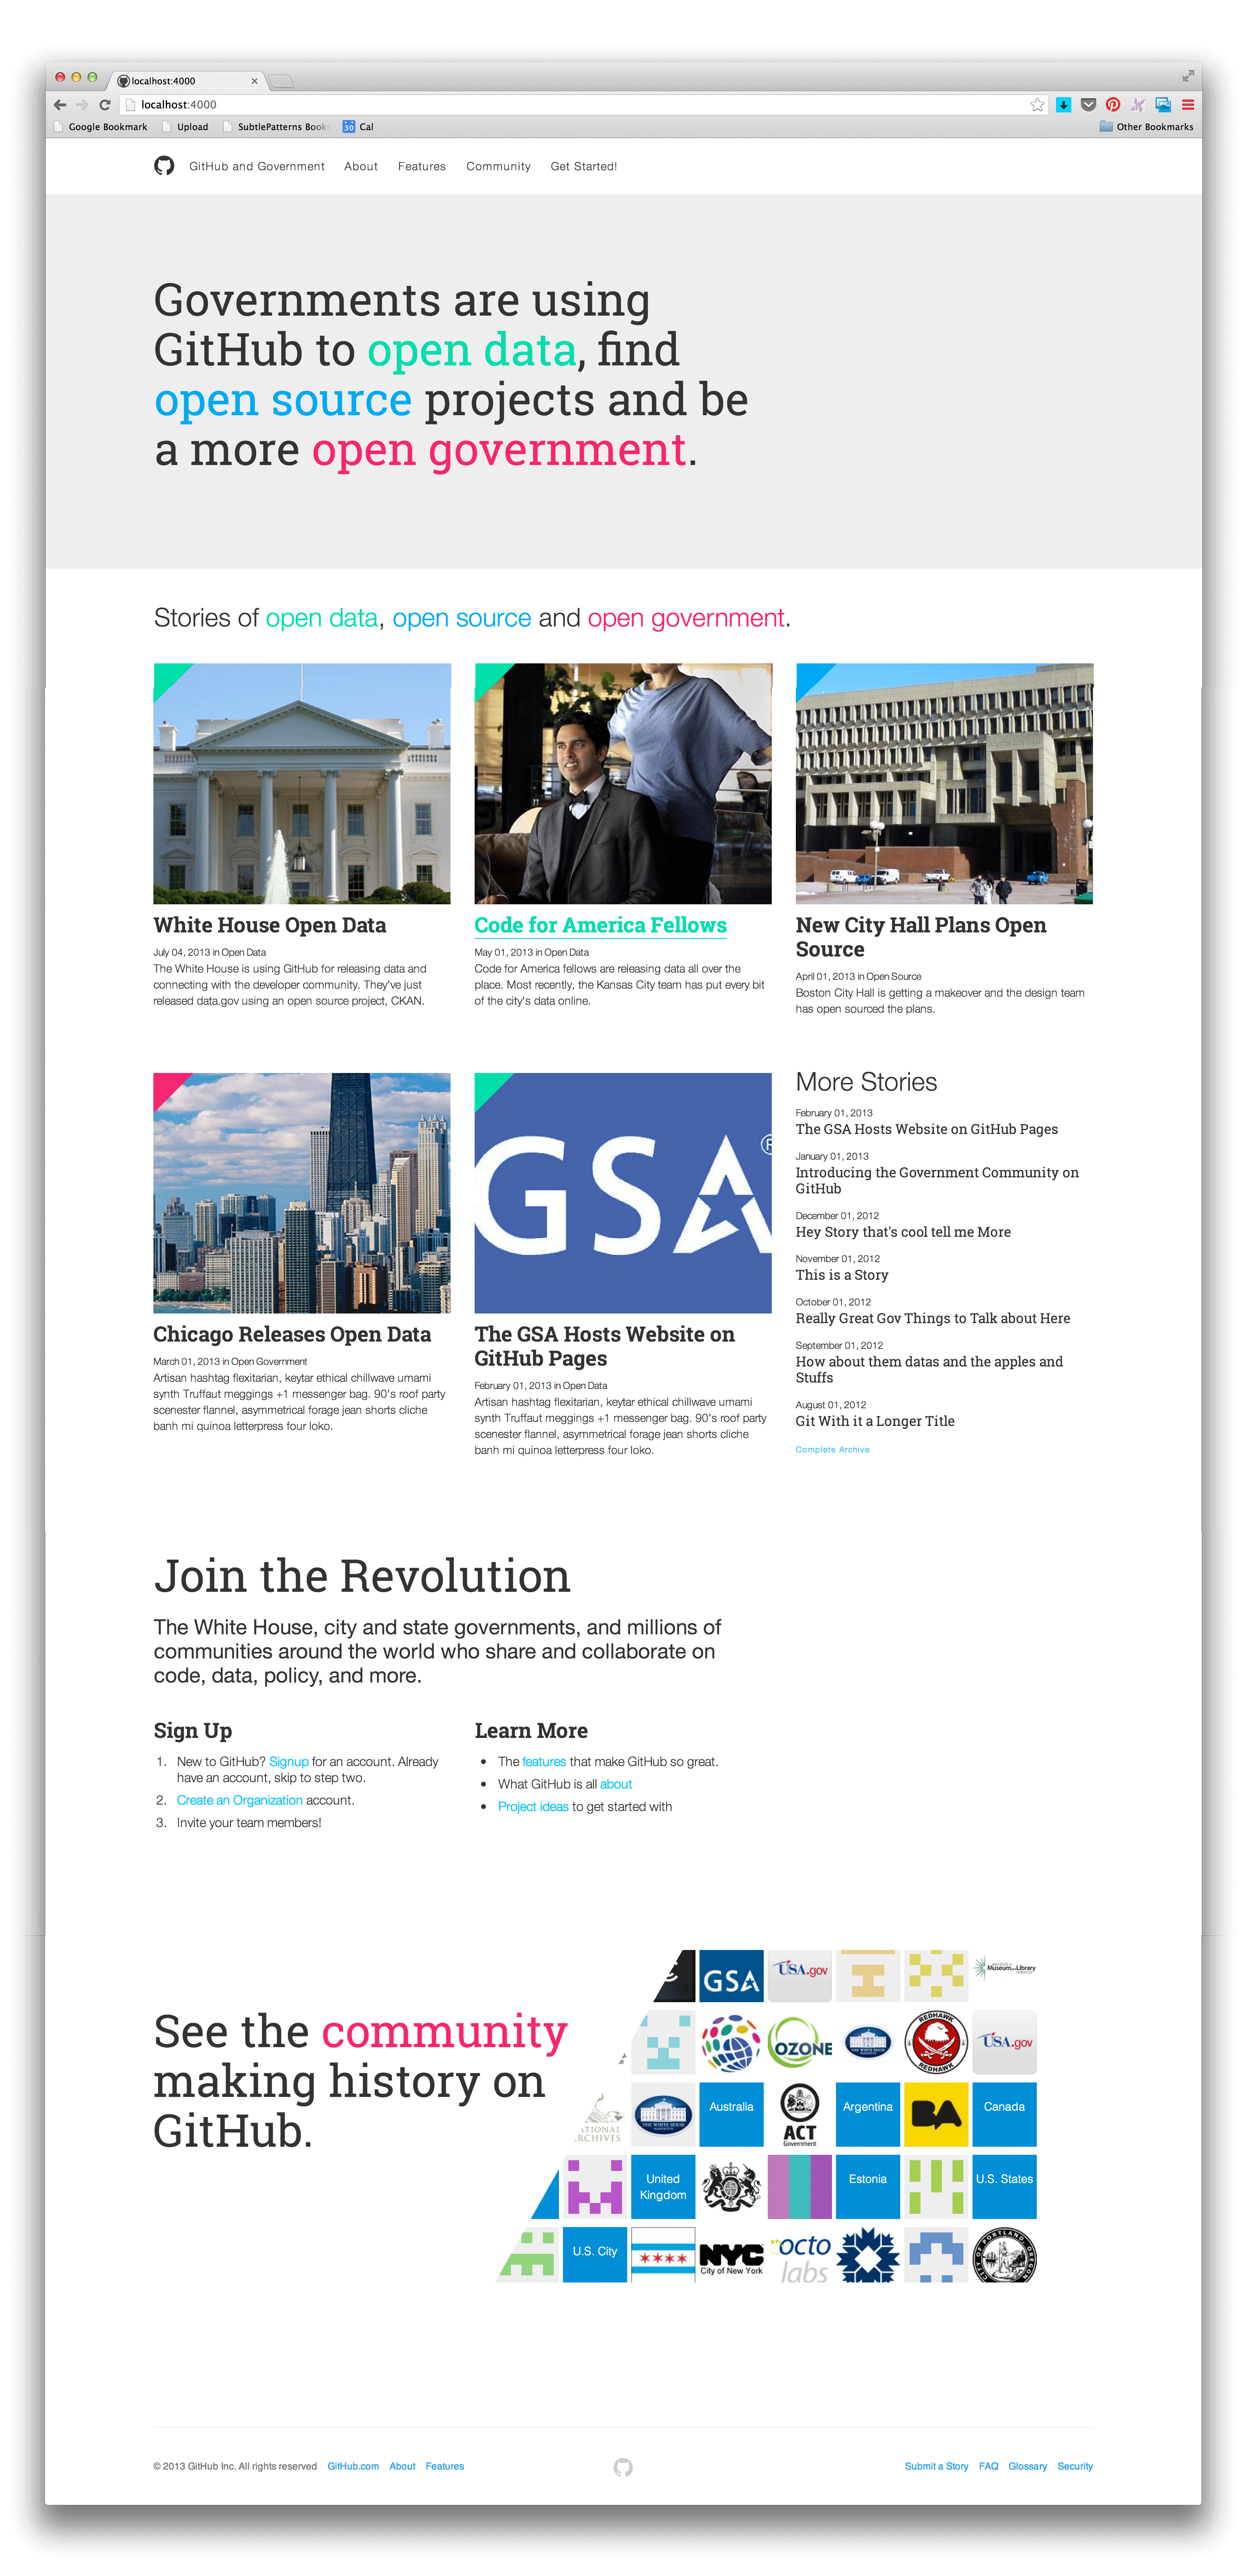 localhost:4000
localhost:4000
Google Bookmark
Upload
SubtlePatterns Book
30
Cal
Other Bookmarks
GitHub and Government
About
Features
Community
Get Started!
Governments are using
GitHub to open data, find
open source projects and be
a more open government.
Stories of open data, open source and open government.
White House Open Data
July 04, 2013 in Open Data
The White House is using GitHub for releasing data and
connecting with the developer community. They've just
released data.gov using an open source project, CKAN.
Code for America Fellows
May 01, 2013 in Open Data
Code for America fellows are releasing data all over the
place. Most recently, the Kansas City team has put every bit
of the city's data online.
New City Hall Plans Open
Source
April 01, 2013 in Open Source
Boston City Hall is getting a makeover and the design team
has open sourced the plans.
Chicago Releases Open Data
March 01, 2013 in Open Government
Artisan hashtag flexitarian, keytar ethical chillwave umami
synth Truffaut meggings +1 messenger bag. 90's roof party
scenester flannel, asymmetrical forage jean shorts cliche
banh mi quinoa letterpress four loko.
GSA
®
The GSA Hosts Website on
GitHub Pages
February 01, 2013 in Open Data
Artisan hashtag flexitarian, keytar ethical chillwave umami
synth Truffaut meggings +1 messenger bag. 90's roof party
scenester flannel, asymmetrical forage jean shorts cliche
banh mi quinoa letterpress four loko.
More Stories
February 01, 2013
The GSA Hosts Website on GitHub Pages
January 01, 2013
Introducing the Government Community on
GitHub
December 01, 2012
Hey Story that's cool tell me More
November 01, 2012
This is a Story
October 01, 2012
Really Great Gov Things to Talk about Here
September 01, 2012
How about them datas and the apples and
Stuffs
August 01, 2012
Git With it a Longer Title
Complete Archive
Join the Revolution
The White House, city and state governments, and millions of
communities around the world who share and collaborate on
code, data, policy, and more.
Sign Up
1. New to GitHub? Signup for an account. Already
have an account, skip to step two.
2. Create an Organization account.
3. Invite your team members!
Learn More
• The features that make GitHub so great.
• What GitHub is all about
• Project ideas to get started with
See the community
making history on
GitHub.
GSA
USA.gov
Museum and Library
OZONE
THE WHITE HOUSE
REDHAWK
REDHAWK
USA.gov
ATIONAL
ARCHIVES
THE WHITE HOUSE
Australia
ACT
Government
Argentina
BA
Canada
United
Kingdom
Estonia
U.S. States
U.S. City
NYC
City of New York
octo
labs
CITY OF PORTLAND, OREGON
© 2013 GitHub Inc. All rights reserved
GitHub.com
About
Features
Submit a Story
FAQ
Glossary
Security